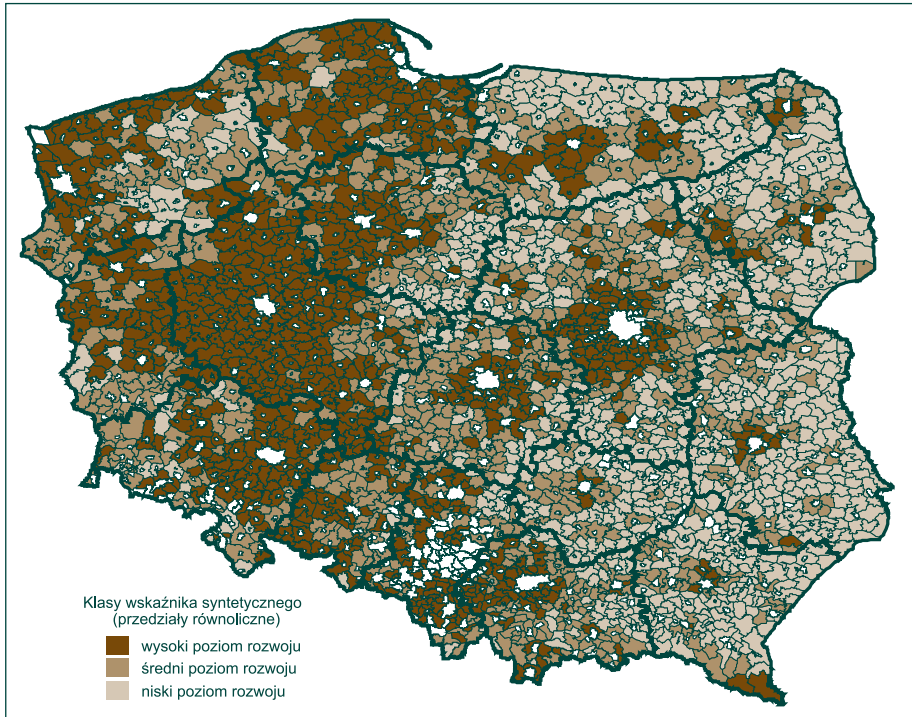 Klasy wskaźnika syntetycznego
(przedziały równoliczne)
wysoki poziom rozwoju
średni poziom rozwoju
niski poziom rozwoju